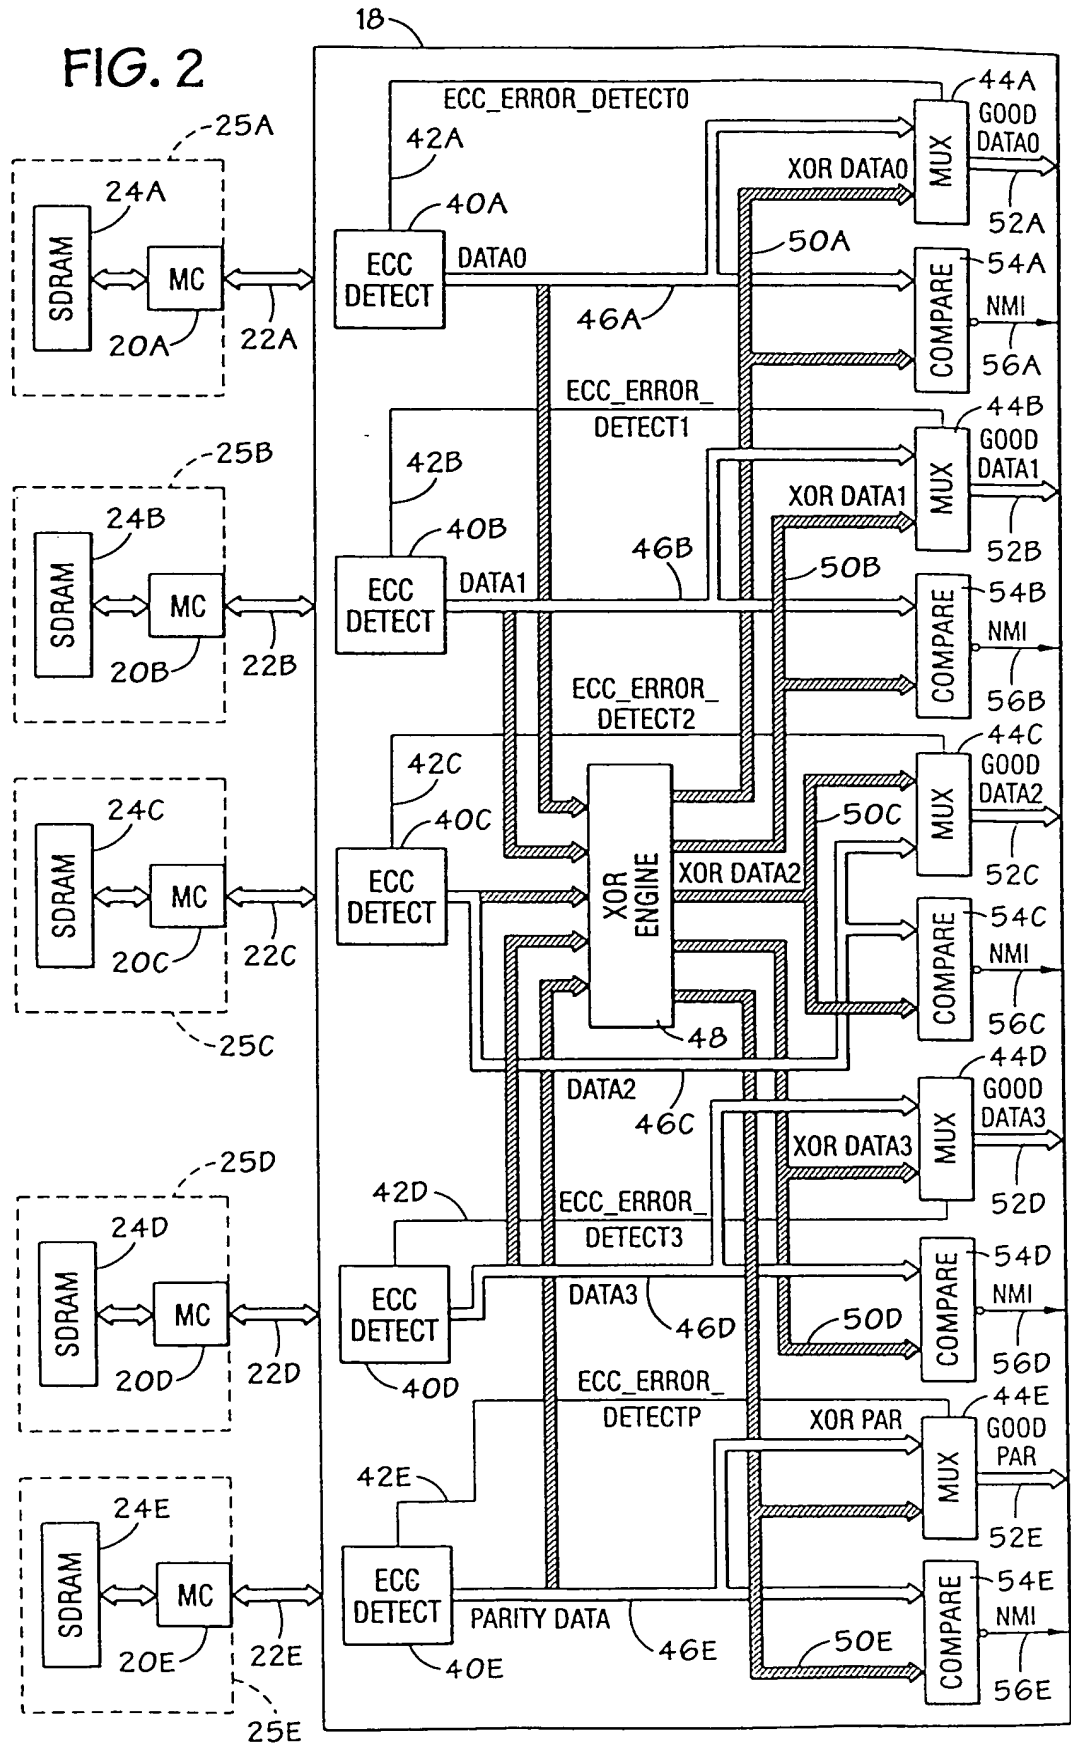 FIG. 2
18
ECC_ERROR_DETECT0
44A
GOOD
DATA0
MUX
52A
XOR DATA0
42A
40A
25A
24A
SDRAM
MC
20A
22A
ECC
DETECT
DATA0
46A
50A
54A
COMPARE
NMI
56A
ECC_ERROR_
DETECT1
44B
GOOD
DATA1
MUX
52B
XOR DATA1
42B
40B
25B
24B
SDRAM
MC
20B
22B
ECC
DETECT
DATA1
46B
50B
54B
COMPARE
NMI
56B
ECC_ERROR_
DETECT2
44C
GOOD
DATA2
MUX
52C
42C
40C
24C
SDRAM
MC
20C
22C
25C
ECC
DETECT
XOR
ENGINE
48
XOR DATA2
50C
54C
COMPARE
NMI
56C
DATA2
46C
44D
GOOD
DATA3
MUX
52D
XOR DATA3
25D
24D
SDRAM
MC
20D
22D
42D
ECC_ERROR_
DETECT3
ECC
DETECT
40D
DATA3
46D
50D
54D
COMPARE
NMI
56D
ECC_ERROR_
DETECTP
44E
GOOD
PAR
MUX
52E
XOR PAR
42E
24E
SDRAM
MC
20E
22E
25E
ECC
DETECT
40E
PARITY DATA
46E
50E
54E
COMPARE
NMI
56E